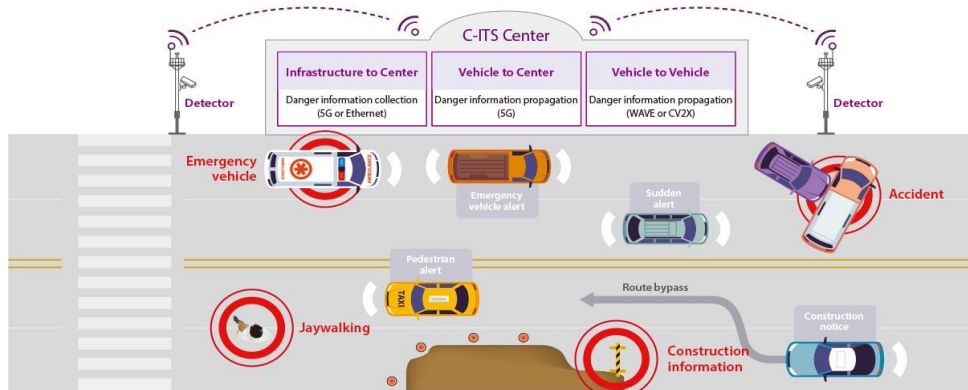 C-ITS Center
Infrastructure to Center
Danger information collection
(5G or Ethernet)
Vehicle to Center
Danger information propagation
(5G)
Vehicle to Vehicle
Danger information propagation
(WAVE or CV2X)
Detector
Detector
Emergency
vehicle
Emergency
vehicle alert
Sudden
alert
Accident
Pedestrian
alert
TAXI
Jaywalking
Route bypass
Construction
notice
Construction
information